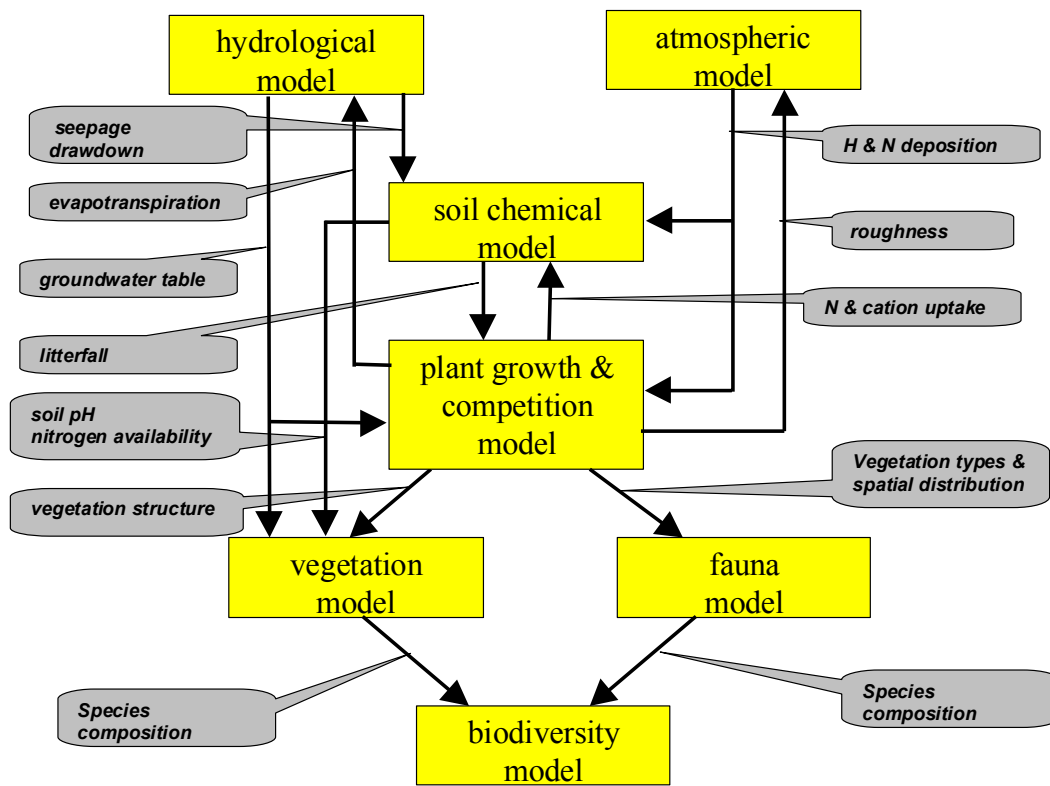 hydrological
model
atmospheric
model
seepage
drawdown
H & N deposition
evapotranspiration
soil chemical
model
roughness
groundwater table
N & cation uptake
litterfall
plant growth &
competition
model
soil pH
nitrogen availability
Vegetation types &
spatial distribution
vegetation structure
vegetation
model
fauna
model
Species
composition
Species
composition
biodiversity
model